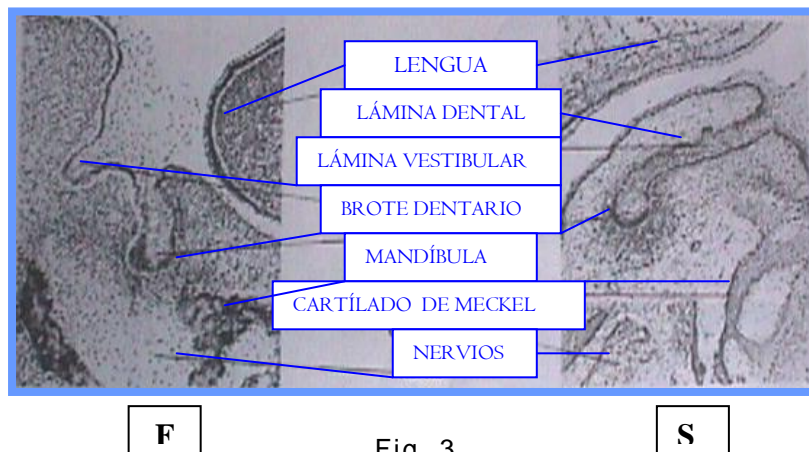 LENGUA
LÁMINA DENTAL
LÁMINA VESTIBULAR
BROTE DENTARIO
MANDÍBULA
CARTÍLADO DE MECKEL
NERVIOS
F
S
Fig. 3